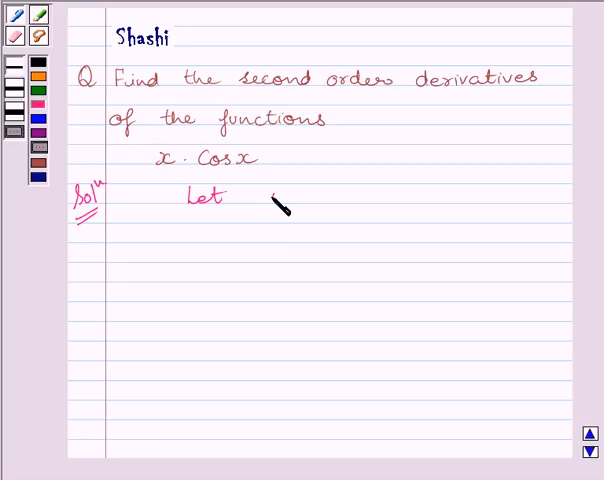 Shashi
Q Find the second order derivatives
of the functions
x . Cos x
Solⁿ Let